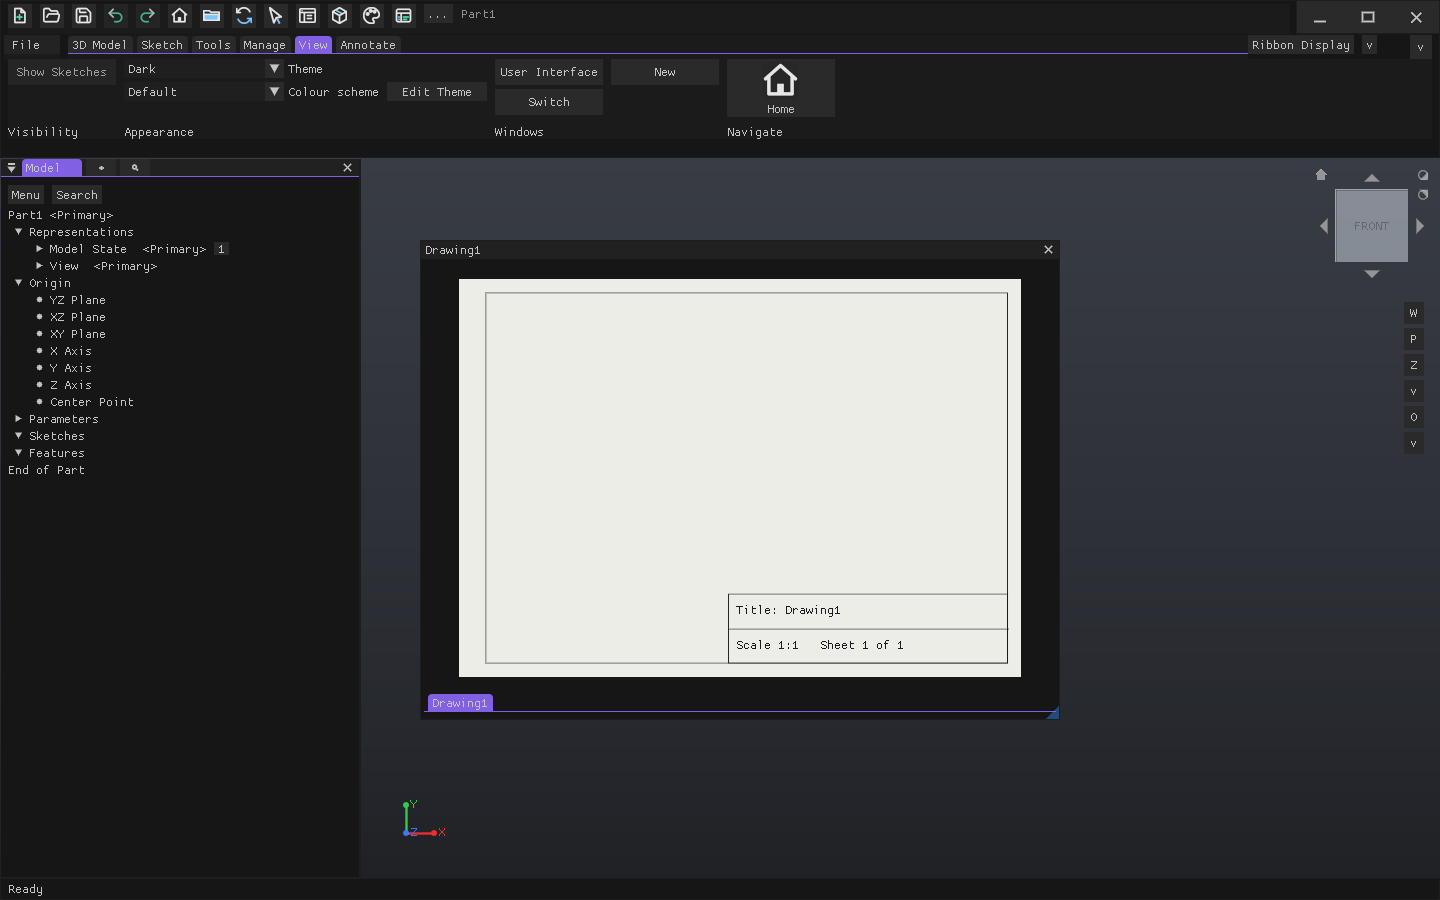 ... Part1
File 3D Model Sketch Tools Manage View Annotate Ribbon Display v v
Show Sketches Dark Theme User Interface New
Default Colour scheme Edit Theme Switch
Home
Visibility Appearance Windows Navigate
Model
Menu Search
Part1 <Primary>
Representations
Model State <Primary> 1
View <Primary>
Origin
YZ Plane
XZ Plane
XY Plane
X Axis
Y Axis
Z Axis
Center Point
Parameters
Sketches
Features
End of Part
Drawing1
Title: Drawing1
Scale 1:1 Sheet 1 of 1
Drawing1
FRONT
W
P
Z
v
O
v
Y
Z X
Ready